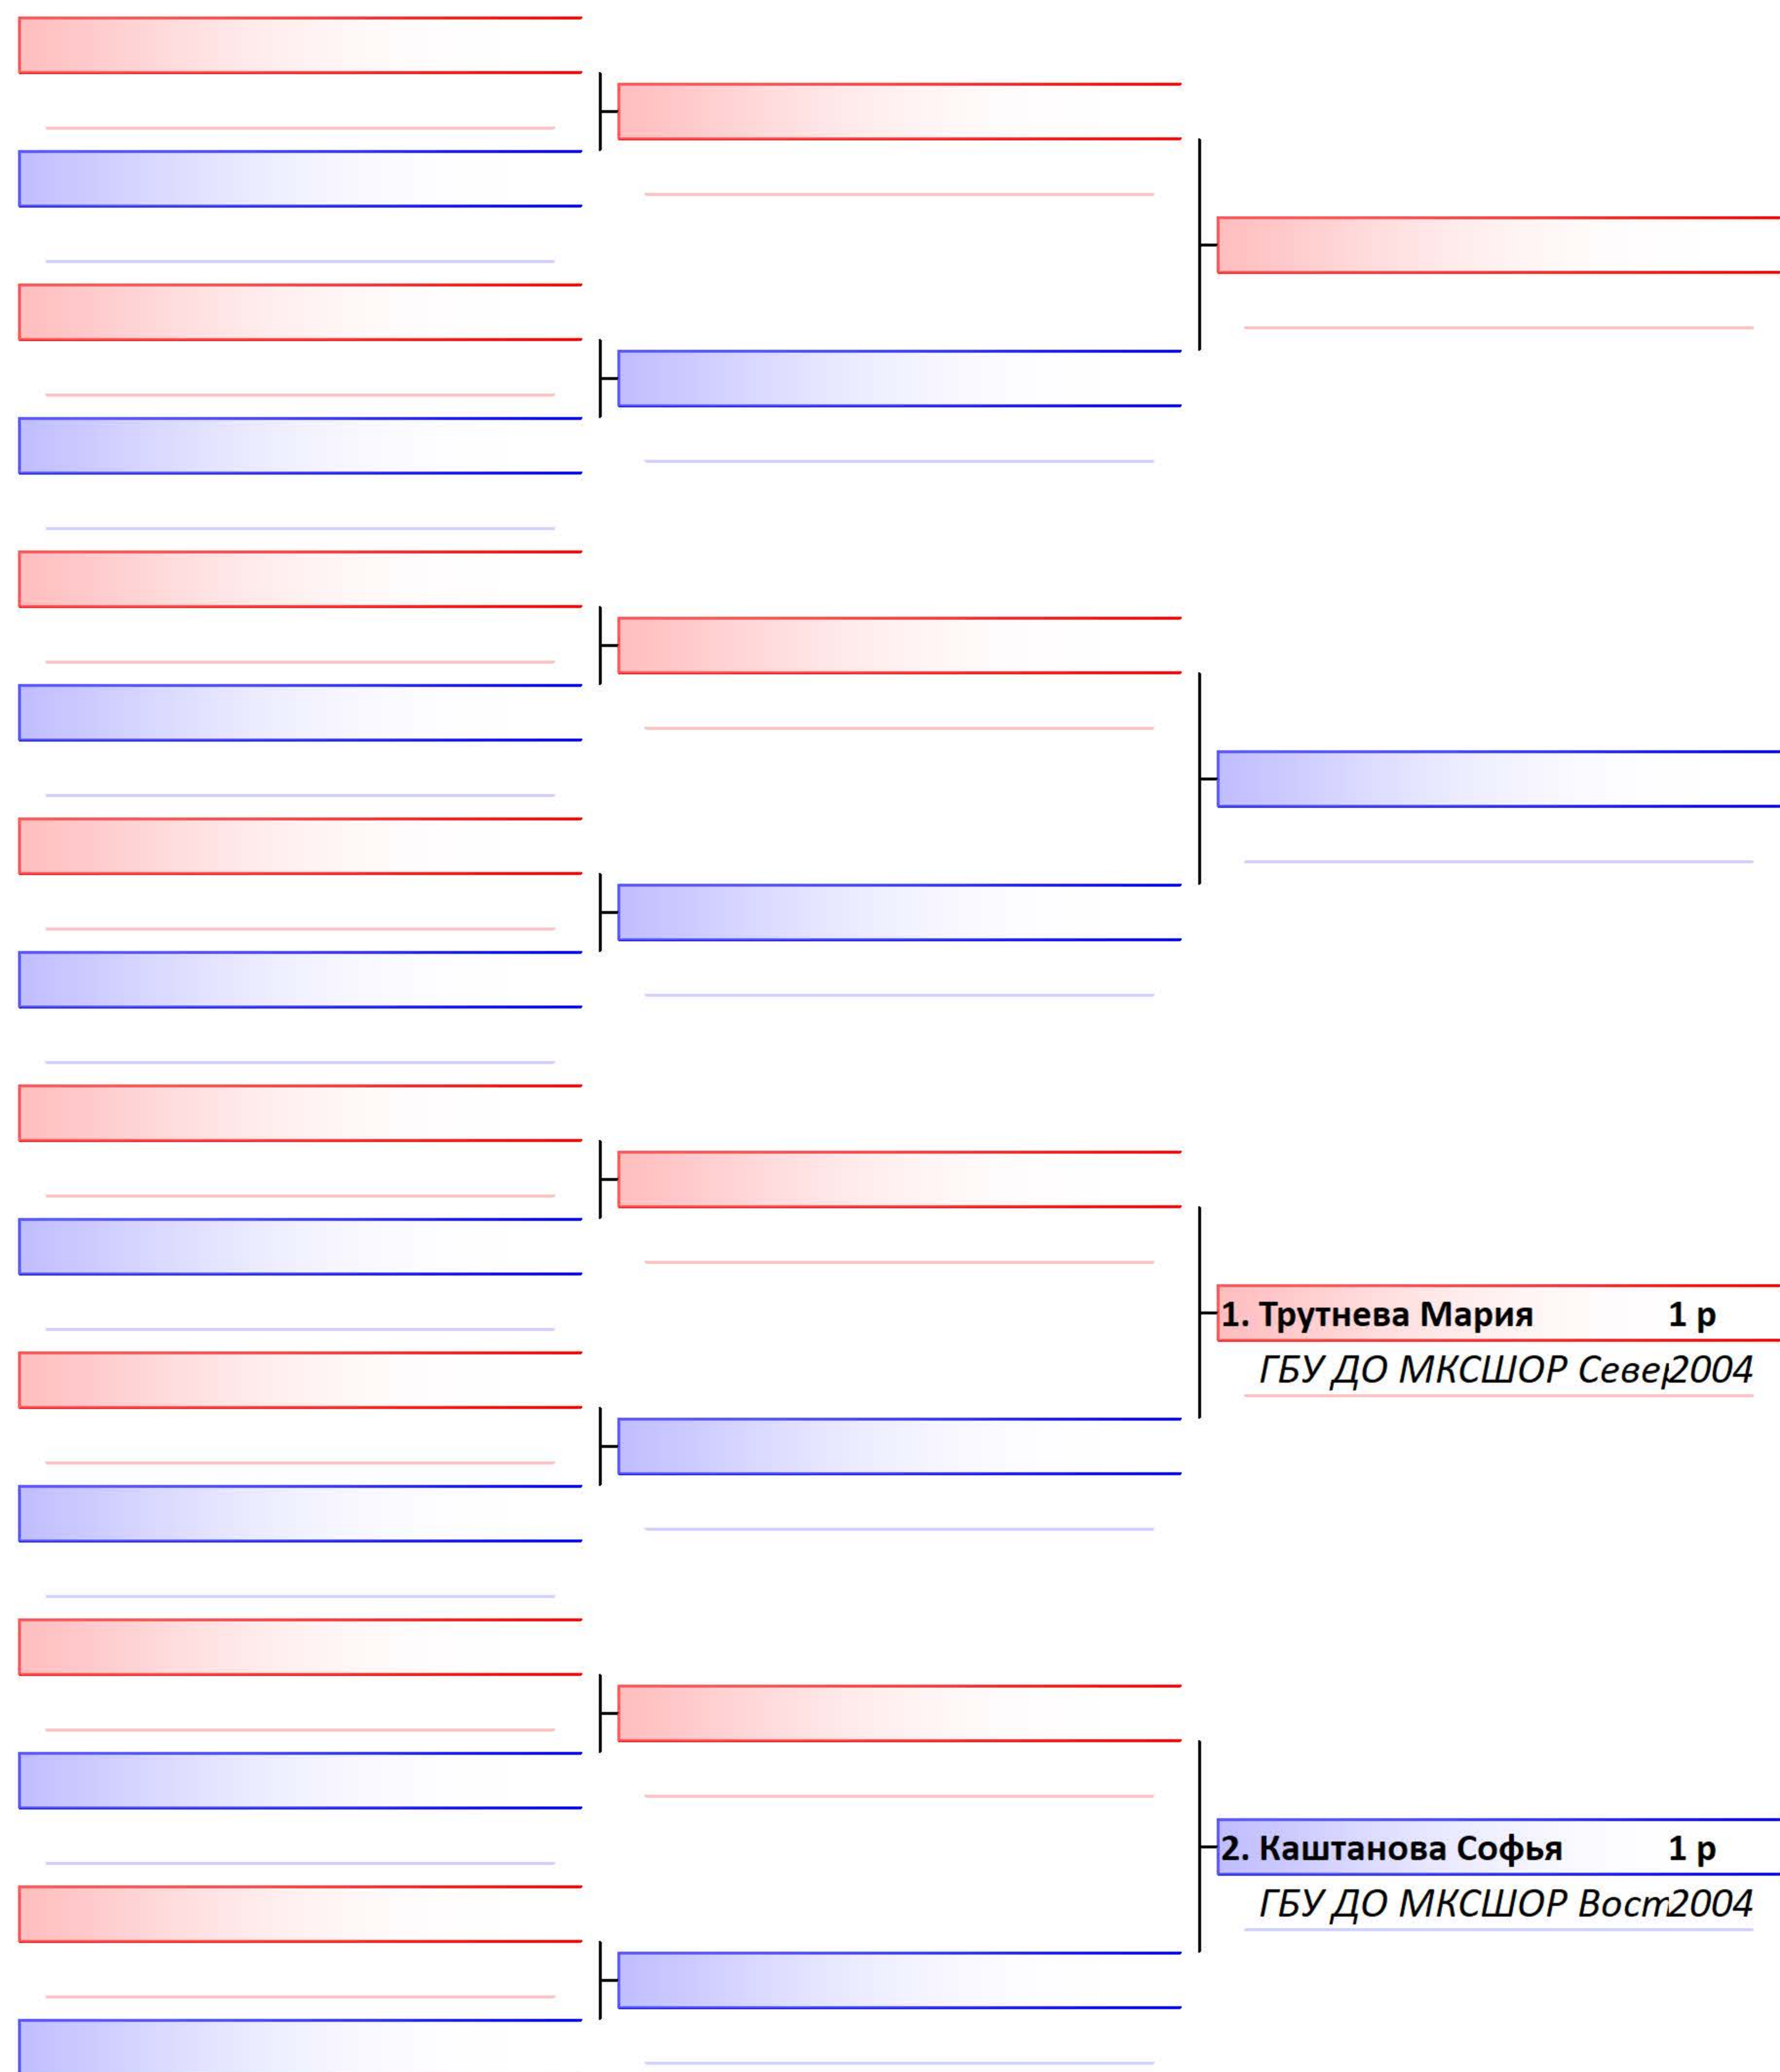 1. Трутнева Мария 1 р
ГБУ ДО МКСШОР Север2004
2. Каштанова Софья 1 р
ГБУ ДО МКСШОР Вост2004